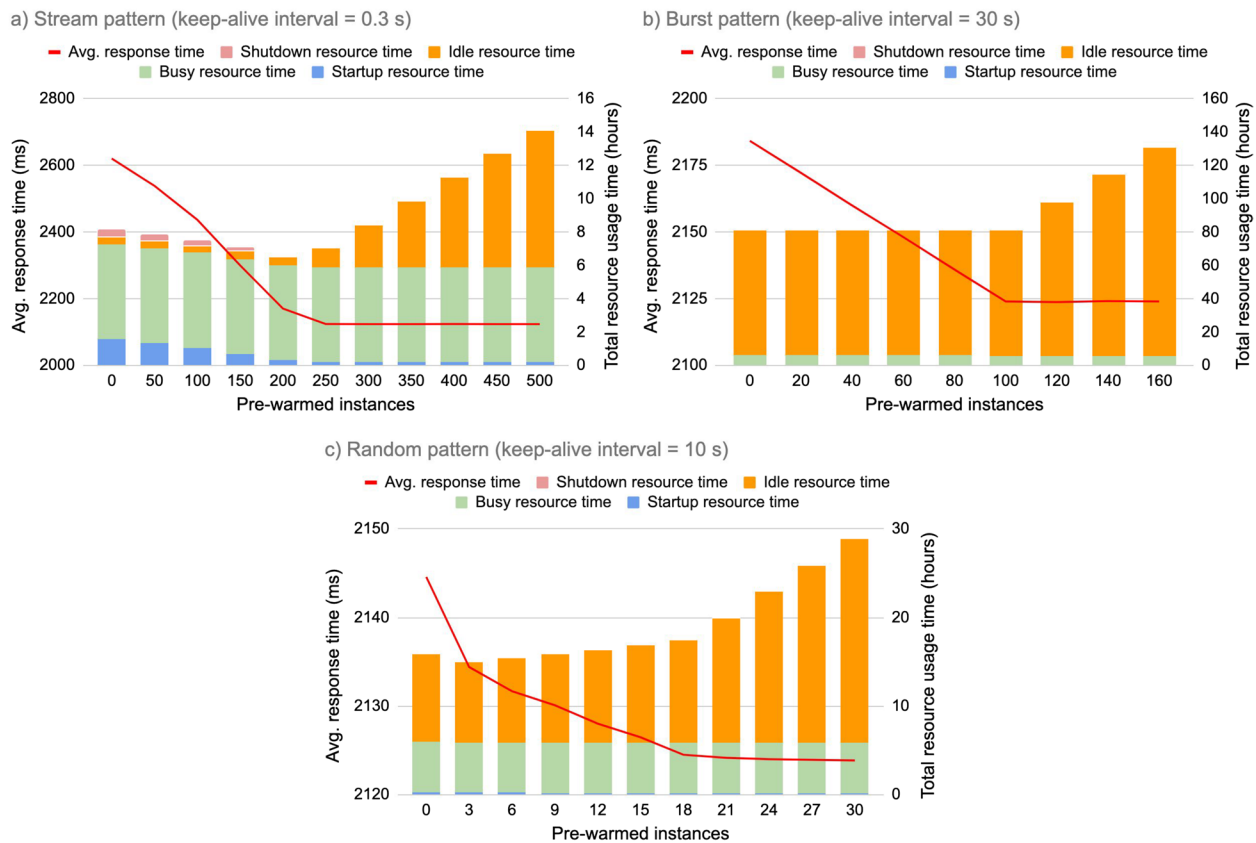 a) Stream pattern (keep-alive interval = 0.3 s)
Avg. response time Shutdown resource time Idle resource time
Busy resource time Startup resource time
2800 2600 2400 2200 2000
Avg. response time (ms)
16 14 12 10 8 6 4 2 0
Total resource usage time (hours)
0 50 100 150 200 250 300 350 400 450 500
Pre-warmed instances
b) Burst pattern (keep-alive interval = 30 s)
Avg. response time Shutdown resource time Idle resource time
Busy resource time Startup resource time
2200 2175 2150 2125 2100
Avg. response time (ms)
160 140 120 100 80 60 40 20 0
Total resource usage time (hours)
0 20 40 60 80 100 120 140 160
Pre-warmed instances
c) Random pattern (keep-alive interval = 10 s)
Avg. response time Shutdown resource time Idle resource time
Busy resource time Startup resource time
2150 2140 2130 2120
Avg. response time (ms)
30 20 10 0
Total resource usage time (hours)
0 3 6 9 12 15 18 21 24 27 30
Pre-warmed instances